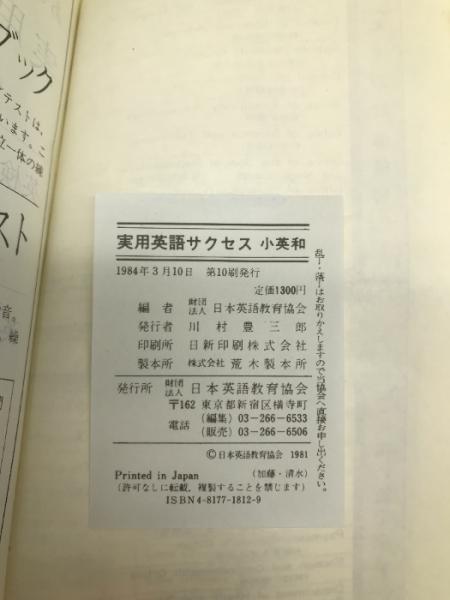 ブック
テストは、
います。こ
立一体の練
英検
スト
実用英語サクセス 小英和
1984年3月10日 第10刷発行
定価1300円
編者 財団法人 日本英語教育協会
発行者 川村豊三郎
印刷所 日新印刷株式会社
製本所 株式会社 荒木製本所
発行所 財団法人 日本英語教育協会
〒162 東京都新宿区横寺町
電話 (編集) 03-266-6533
(販売) 03-266-6506
©日本英語教育協会 1981
Printed in Japan (加藤・清水)
(許可なしに転載，複製することを禁じます)
ISBN4-8177-1812-9
乱丁・落丁はお取りかえしますので当協会へ直接お申し出ください。